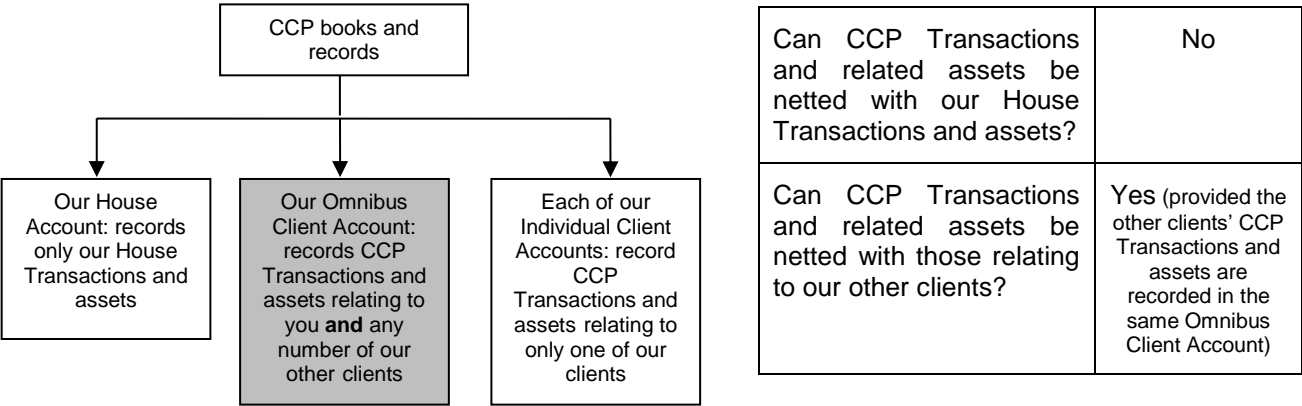 CCP books and
records
Our House
Account: records
only our House
Transactions and
assets
Our Omnibus
Client Account:
records CCP
Transactions and
assets relating to
you and any
number of our
other clients
Each of our
Individual Client
Accounts: record
CCP
Transactions and
assets relating to
only one of our
clients
Can CCP Transactions
and related assets be
netted with our House
Transactions and assets?
No
Can CCP Transactions
and related assets be
netted with those relating
to our other clients?
Yes (provided the
other clients’ CCP
Transactions and
assets are
recorded in the
same Omnibus
Client Account)